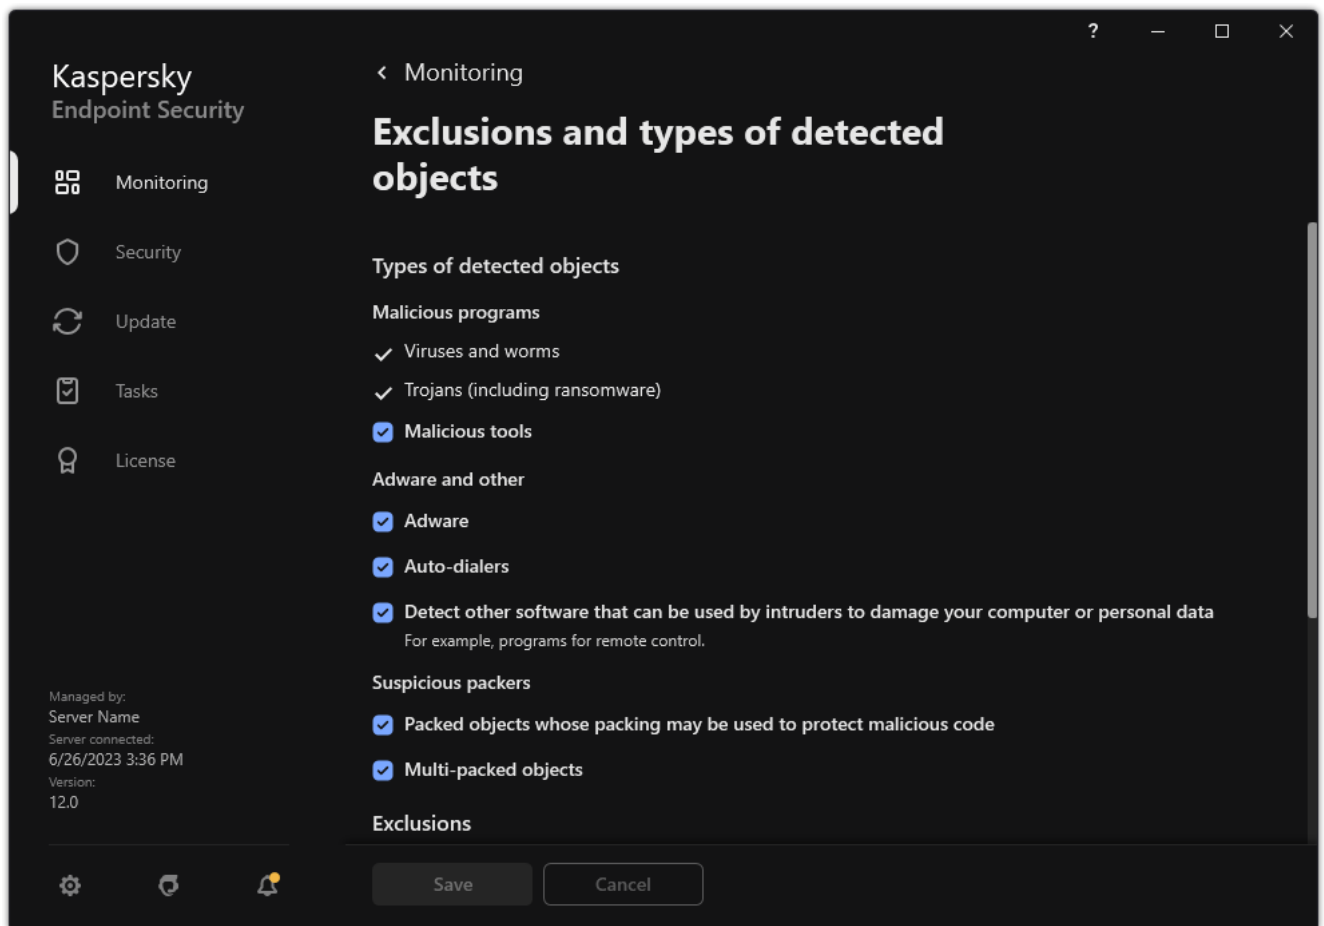 ?
Kaspersky
Endpoint Security
Monitoring
Security
Update
Tasks
License
Managed by:
Server Name
Server connected:
6/26/2023 3:36 PM
Version:
12.0
Monitoring
Exclusions and types of detected
objects
Types of detected objects
Malicious programs
Viruses and worms
Trojans (including ransomware)
Malicious tools
Adware and other
Adware
Auto-dialers
Detect other software that can be used by intruders to damage your computer or personal data
For example, programs for remote control.
Suspicious packers
Packed objects whose packing may be used to protect malicious code
Multi-packed objects
Exclusions
Save
Cancel